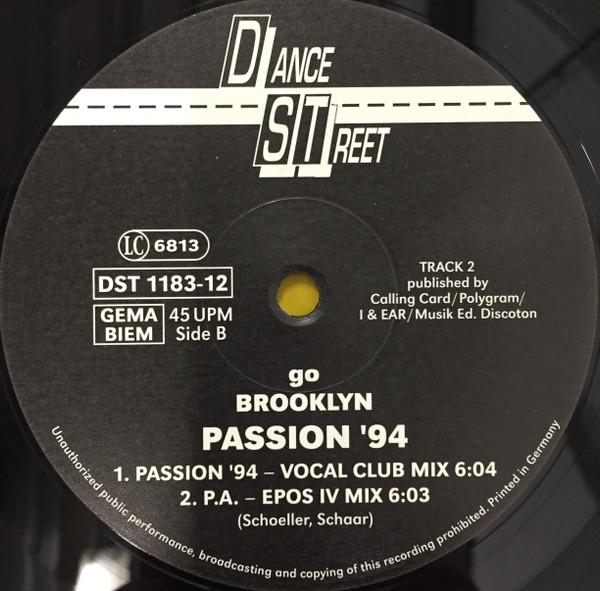 DANCE
STREET
LC 6813
DST 1183-12
GEMA
BIEM
45 UPM
Side B
TRACK 2
published by
Calling Card/Polygram/
I & EAR/Musik Ed. Discoton
go
BROOKLYN
PASSION '94
1. PASSION '94 – VOCAL CLUB MIX 6:04
2. P.A. – EPOS IV MIX 6:03
(Schoeller, Schaar)
Unauthorized public performance, broadcasting and copying of this recording prohibited. Printed in Germany